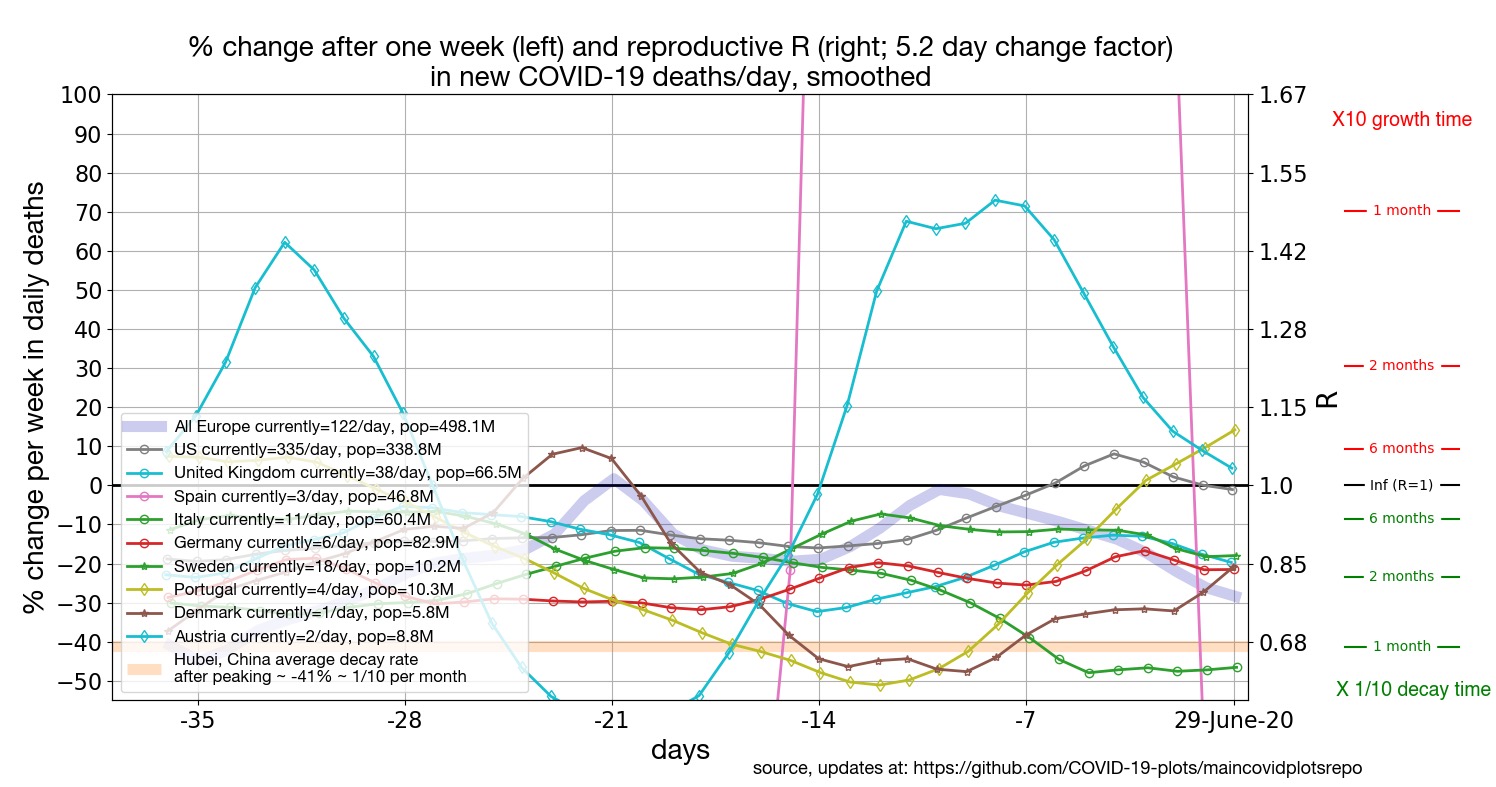 % change after one week (left) and reproductive R (right; 5.2 day change factor)
in new COVID-19 deaths/day, smoothed
% change per week in daily deaths
100
90
80
70
60
50
40
30
20
10
0
−10
−20
−30
−40
−50
All Europe currently=122/day, pop=498.1M
US currently=335/day, pop=338.8M
United Kingdom currently=38/day, pop=66.5M
Spain currently=3/day, pop=46.8M
Italy currently=11/day, pop=60.4M
Germany currently=6/day, pop=82.9M
Sweden currently=18/day, pop=10.2M
Portugal currently=4/day, pop=10.3M
Denmark currently=1/day, pop=5.8M
Austria currently=2/day, pop=8.8M
Hubei, China average decay rate
after peaking ~ -41% ~ 1/10 per month
1.67
1.55
1.42
1.28
1.15
1.0
0.85
0.68
R
X10 growth time
1 month
2 months
6 months
Inf (R=1)
6 months
2 months
1 month
X 1/10 decay time
-35
-28
-21
-14
-7
29-June-20
days
source, updates at: https://github.com/COVID-19-plots/maincovidplotsrepo